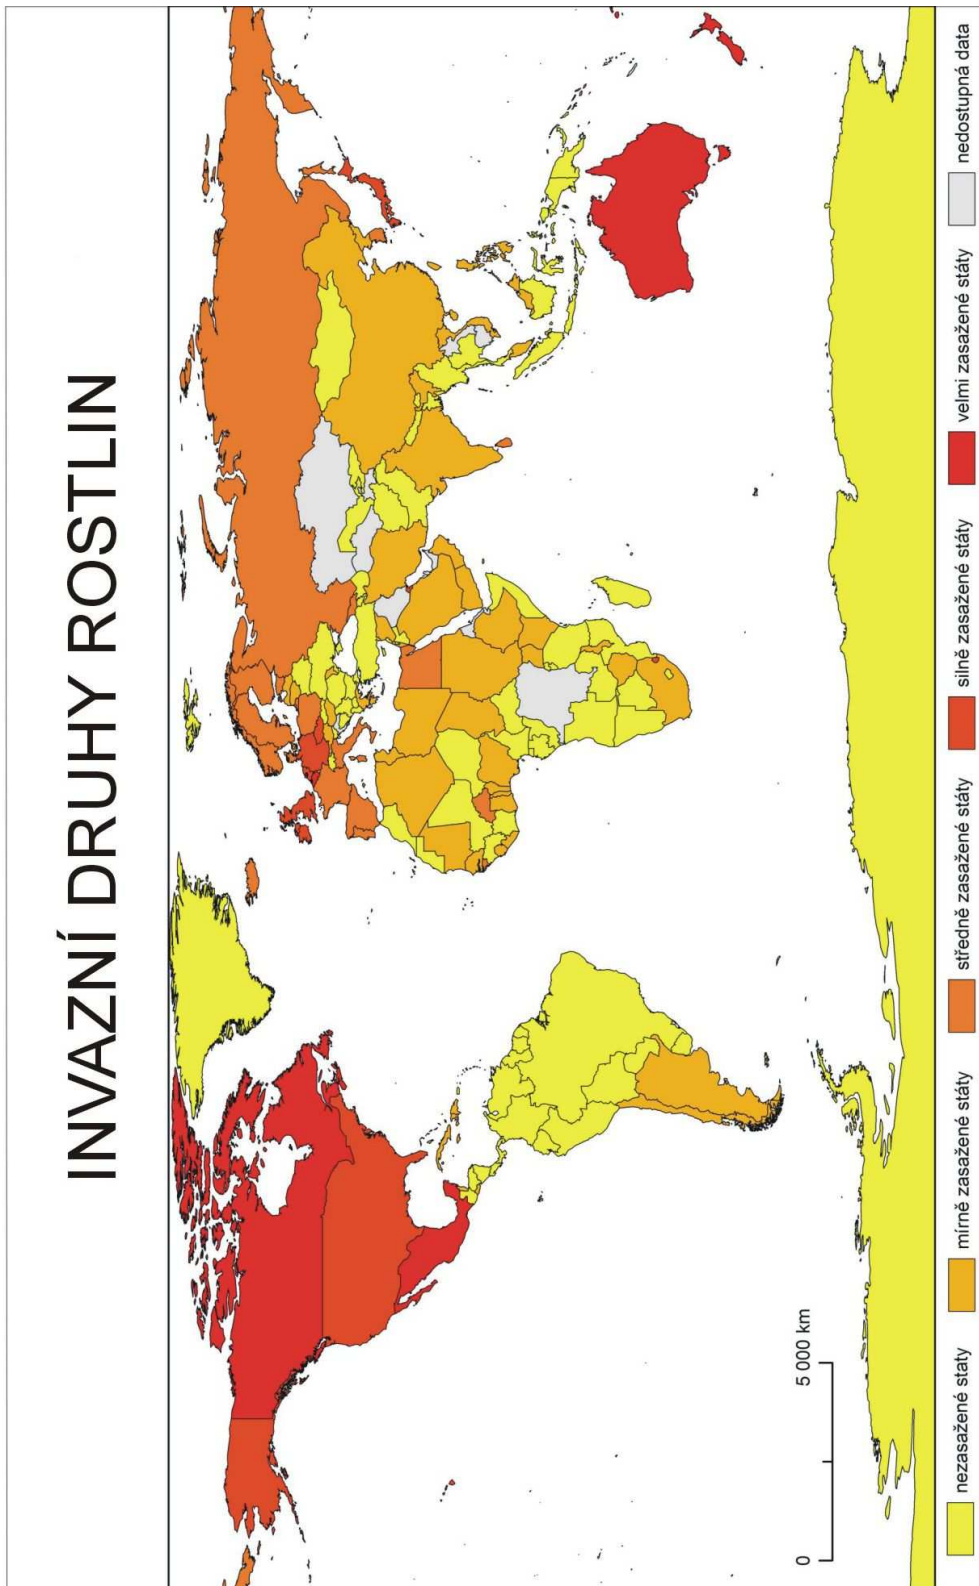 INVAZNÍ DRUHY ROSTLIN
0 5 000 km
nezasažené staty
mírně zasažené státy
středně zasažené státy
silně zasažené státy
velmi zasažené státy
nedostupná data